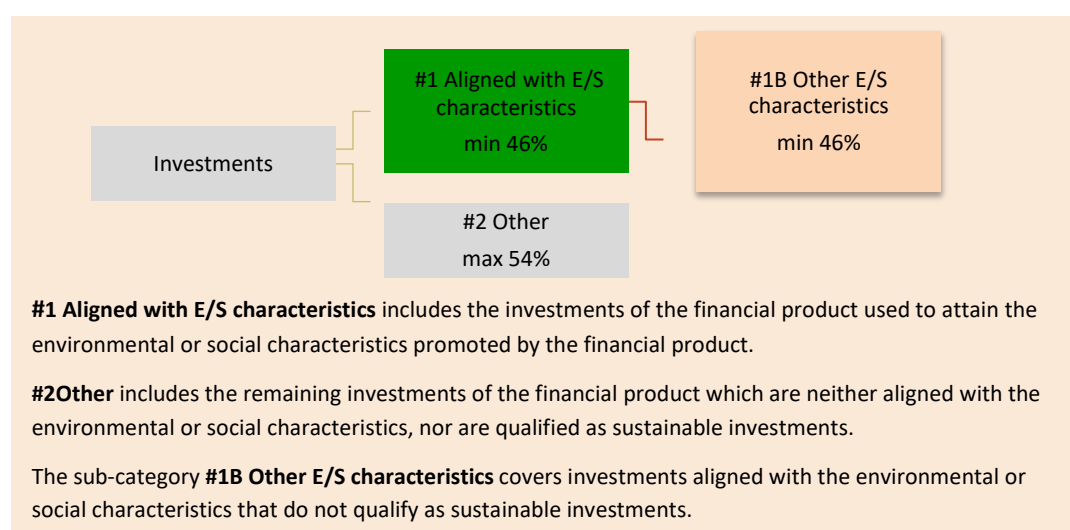 #1 Aligned with E/S
characteristics
min 46%
#1B Other E/S
characteristics
min 46%
Investments
#2 Other
max 54%
#1 Aligned with E/S characteristics includes the investments of the financial product used to attain the
environmental or social characteristics promoted by the financial product.
#2Other includes the remaining investments of the financial product which are neither aligned with the
environmental or social characteristics, nor are qualified as sustainable investments.
The sub-category #1B Other E/S characteristics covers investments aligned with the environmental or
social characteristics that do not qualify as sustainable investments.